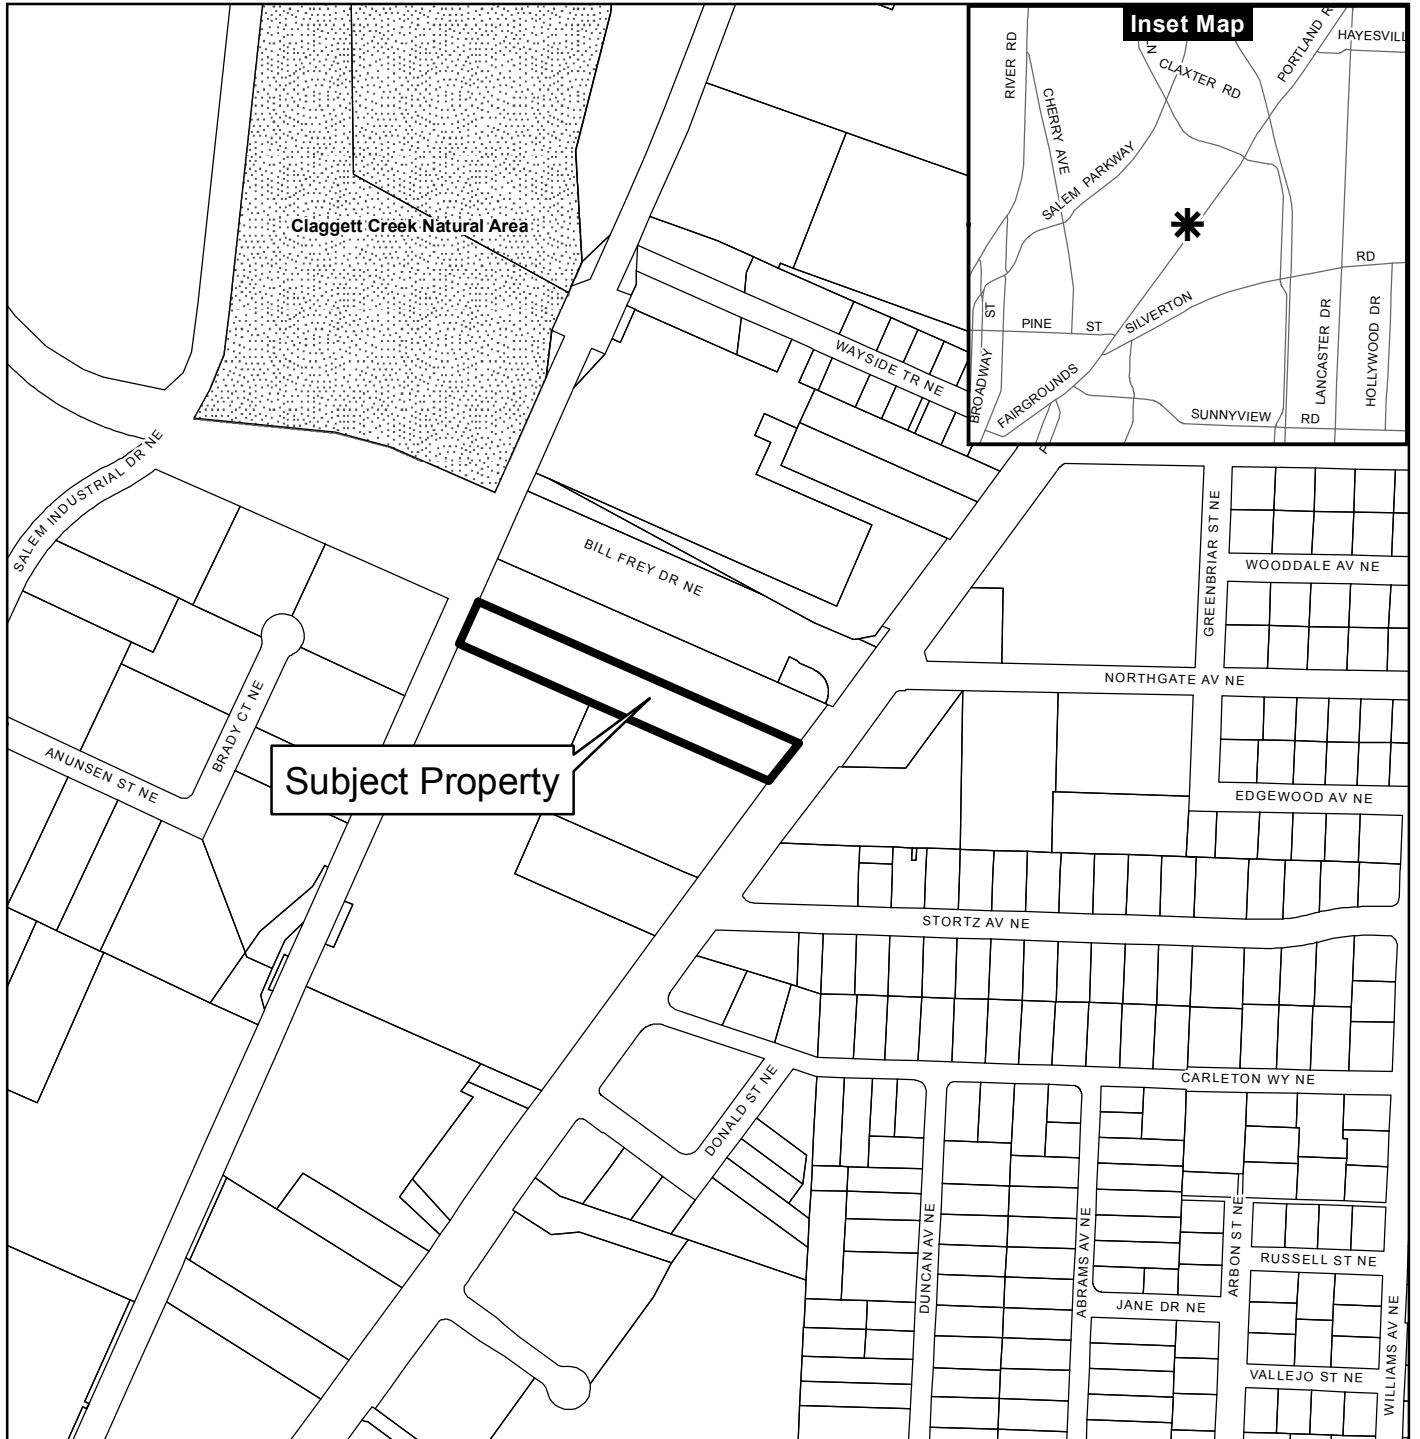 Inset Map
RIVER RD
CHERRY AVE
CLAXTER RD
PORTLAND R
HAYESVILL
LN
SALEM PARKWAY
RD
SILVERTON
PINE ST
ST
BROADWAY
FAIRGROUNDS
LANCASTER DR
HOLLYWOOD DR
SUNNYVIEW RD
P
Claggett Creek Natural Area
WAYSIDE TR NE
SALEM INDUSTRIAL DR NE
BILL FREY DR NE
GREENBRIAR ST NE
WOODDALE AV NE
NORTHGATE AV NE
BRADY CT NE
ANUNSEN ST NE
Subject Property
EDGEWOOD AV NE
STORTZ AV NE
CARLETON WY NE
DONALD ST NE
DUNCAN AV NE
ABRAMS AV NE
ARBON ST NE
RUSSELL ST NE
JANE DR NE
VALLEJO ST NE
WILLIAMS AV NE